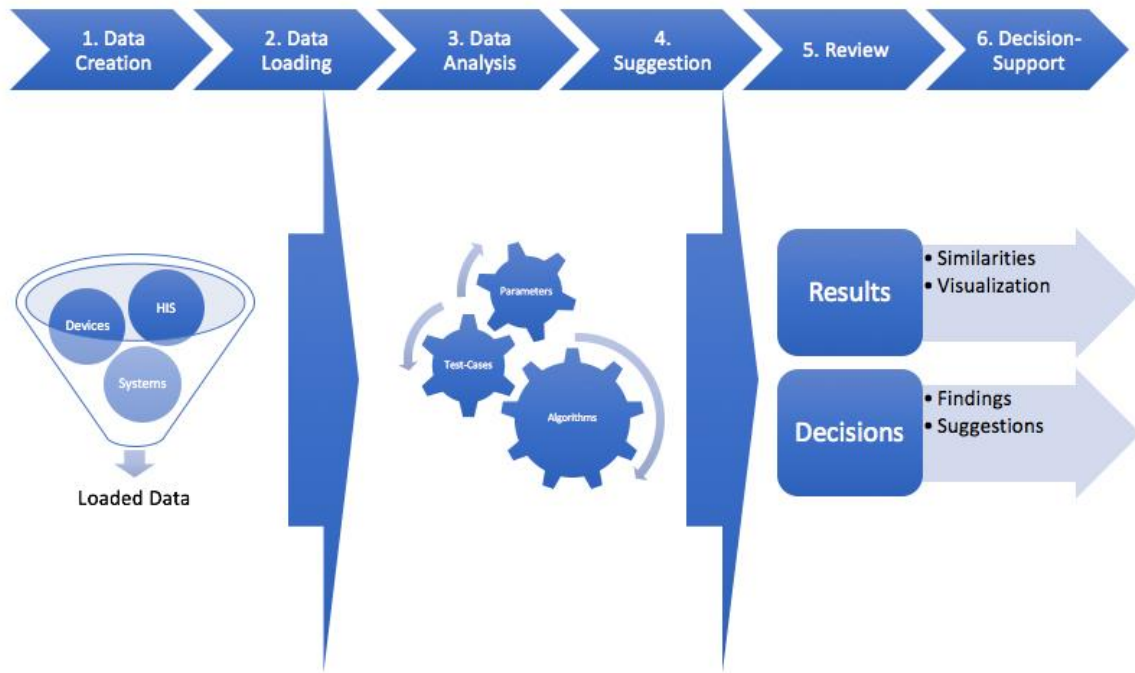 1. Data
Creation
2. Data
Loading
3. Data
Analysis
4.
Suggestion
5. Review
6. Decision-
Support
Devices
HIS
Systems
Loaded Data
Parameters
Test-Cases
Algorithms
Results
• Similarities
• Visualization
Decisions
• Findings
• Suggestions